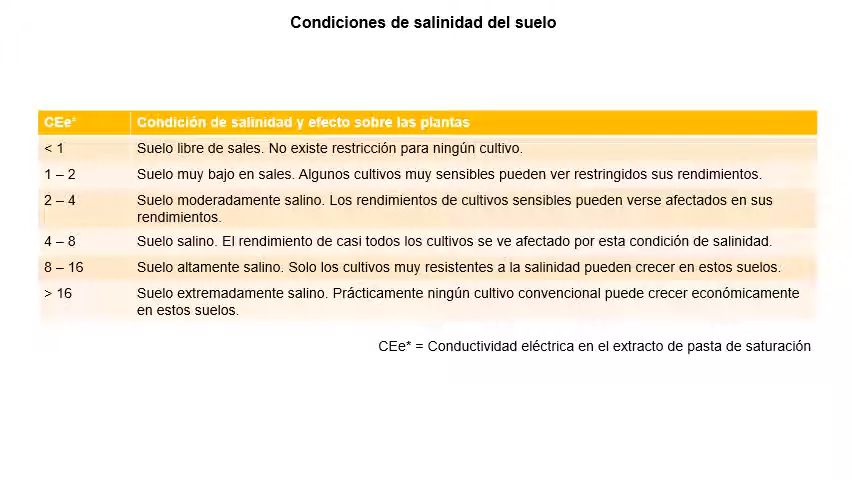 Condiciones de salinidad del suelo
CEe* Condición de salinidad y efecto sobre las plantas
< 1 Suelo libre de sales. No existe restricción para ningún cultivo.
1 – 2 Suelo muy bajo en sales. Algunos cultivos muy sensibles pueden ver restringidos sus rendimientos.
2 – 4 Suelo moderadamente salino. Los rendimientos de cultivos sensibles pueden verse afectados en sus
rendimientos.
4 – 8 Suelo salino. El rendimiento de casi todos los cultivos se ve afectado por esta condición de salinidad.
8 – 16 Suelo altamente salino. Solo los cultivos muy resistentes a la salinidad pueden crecer en estos suelos.
> 16 Suelo extremadamente salino. Prácticamente ningún cultivo convencional puede crecer económicamente
en estos suelos.
CEe* = Conductividad eléctrica en el extracto de pasta de saturación